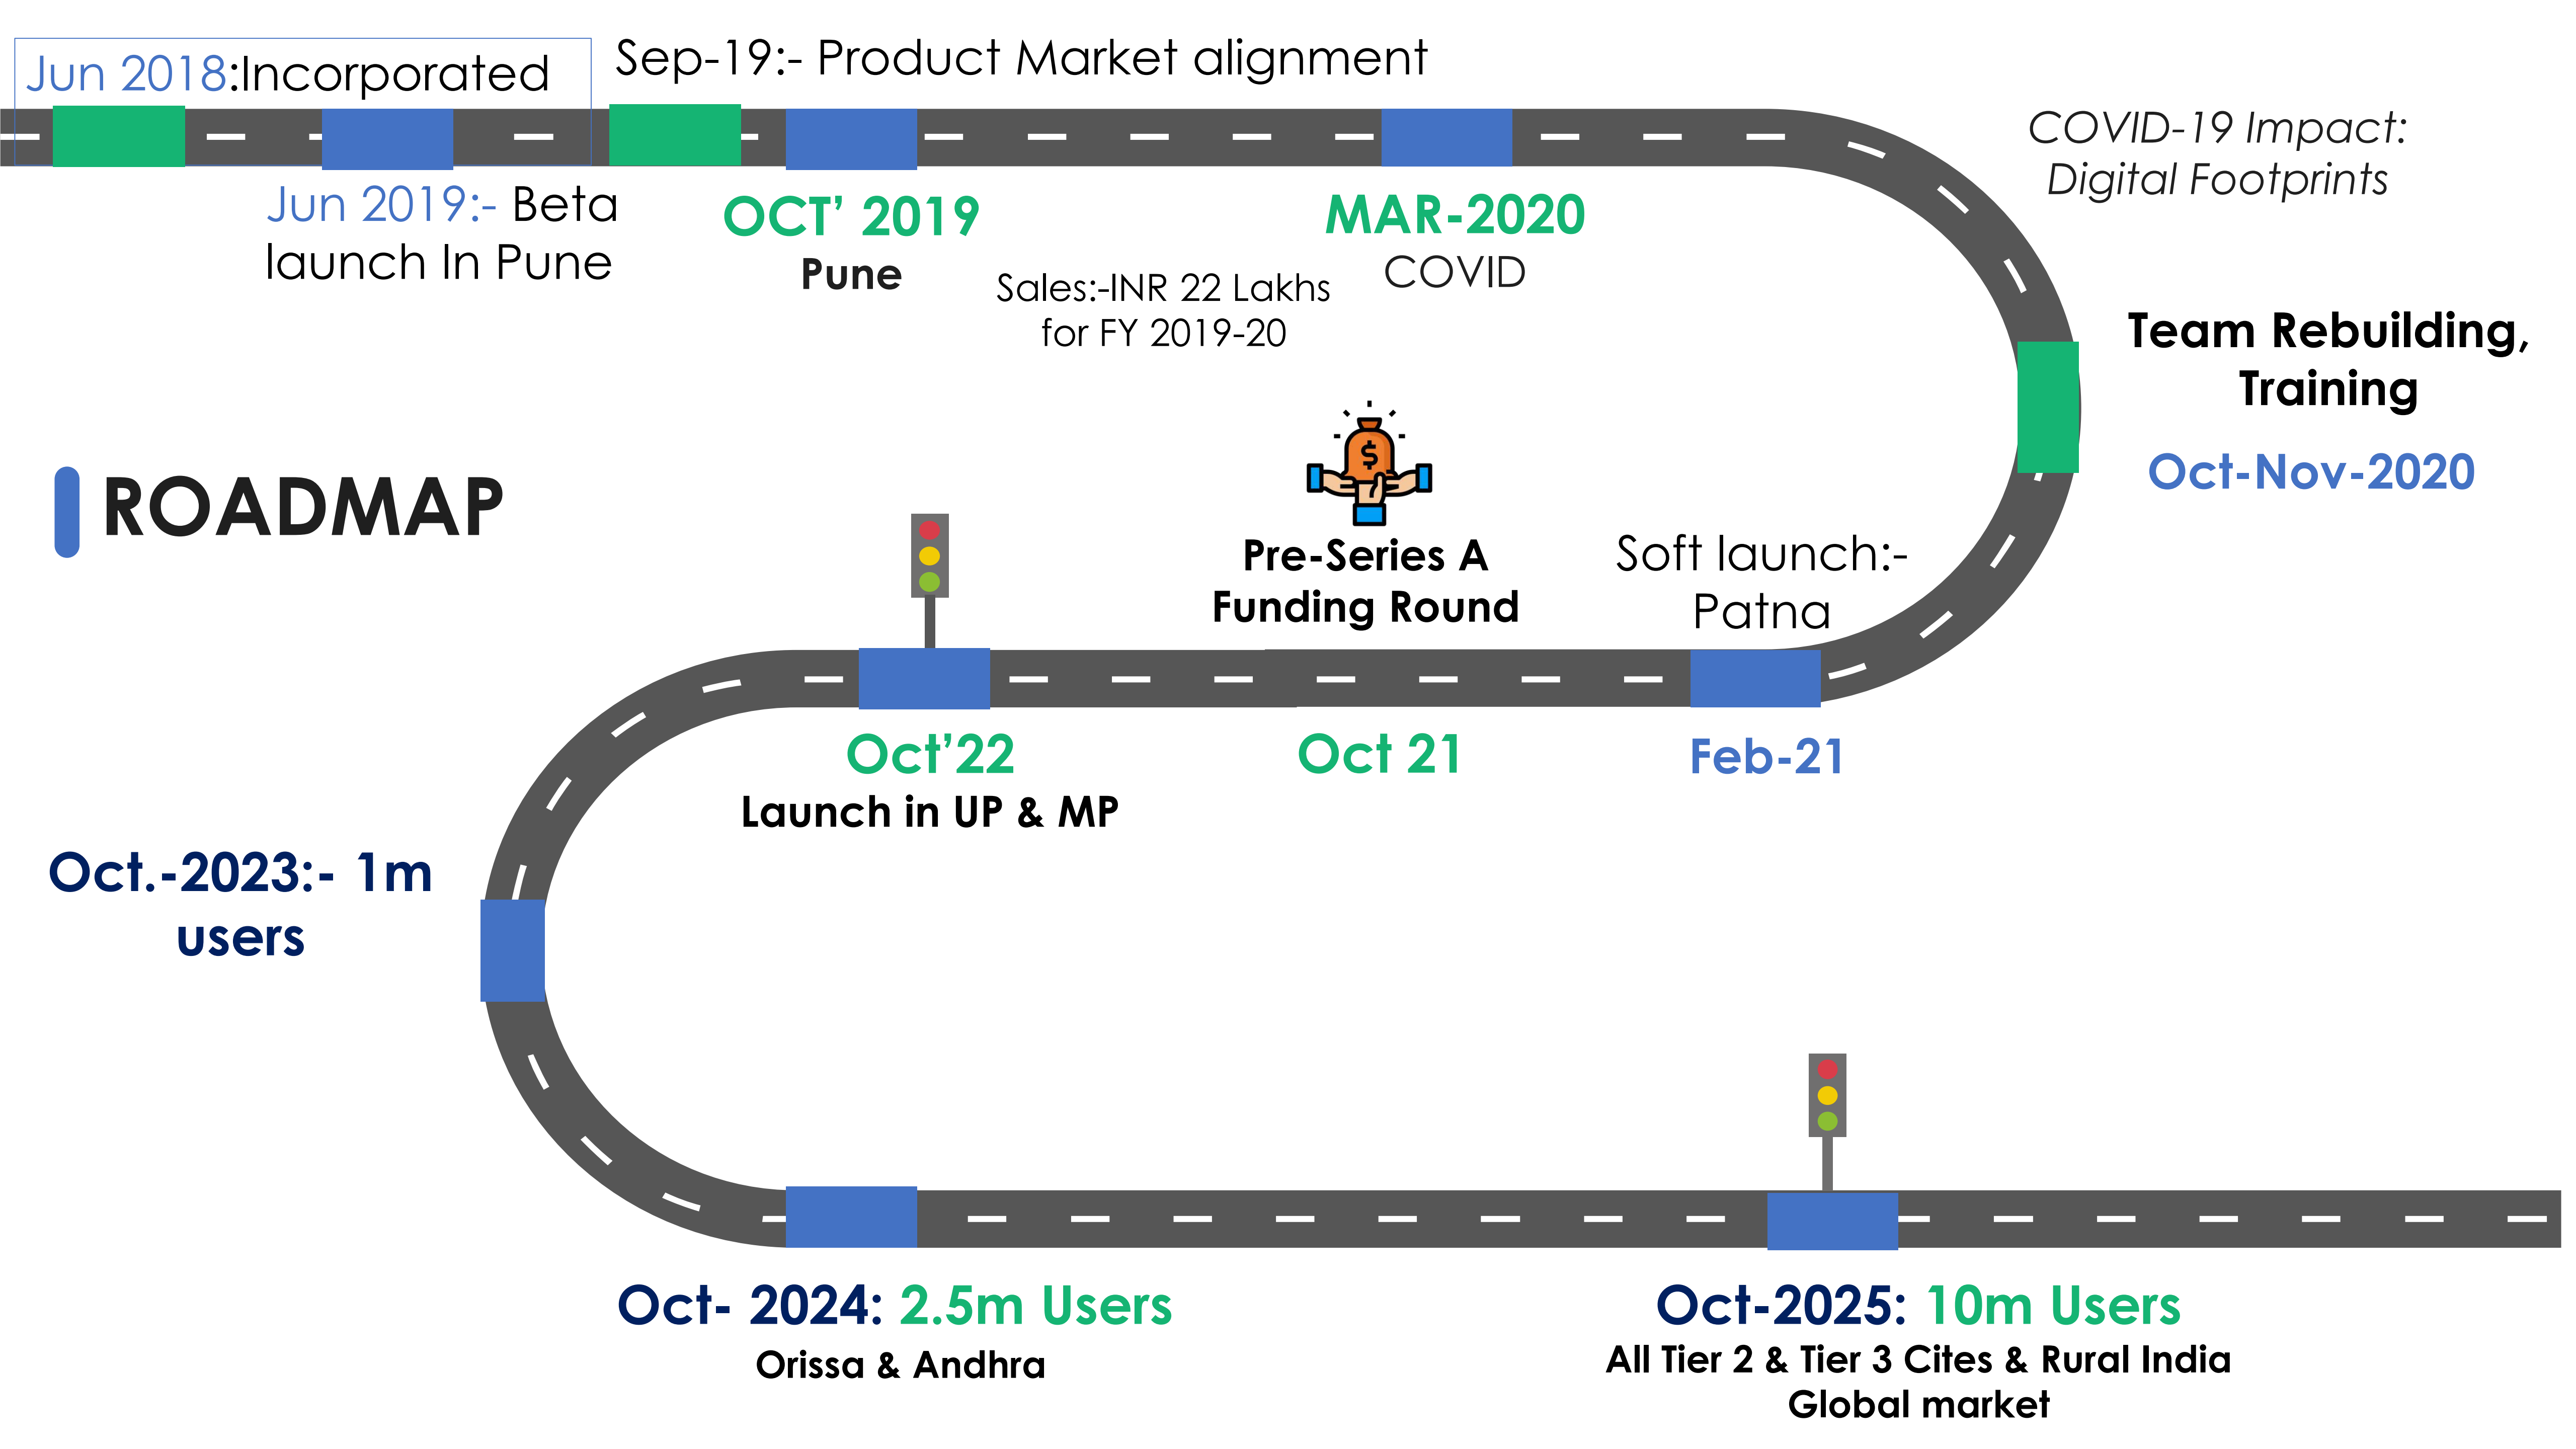 Jun 2018:Incorporated
Sep-19:- Product Market alignment
Jun 2019:- Beta
launch In Pune
OCT’ 2019
Pune
Sales:-INR 22 Lakhs
for FY 2019-20
MAR-2020
COVID
COVID-19 Impact:
Digital Footprints
Team Rebuilding,
Training
Oct-Nov-2020
ROADMAP
$
Pre-Series A
Funding Round
Soft launch:-
Patna
Oct’22
Launch in UP & MP
Oct 21
Feb-21
Oct.-2023:- 1m
users
Oct- 2024: 2.5m Users
Orissa & Andhra
Oct-2025: 10m Users
All Tier 2 & Tier 3 Cites & Rural India
Global market